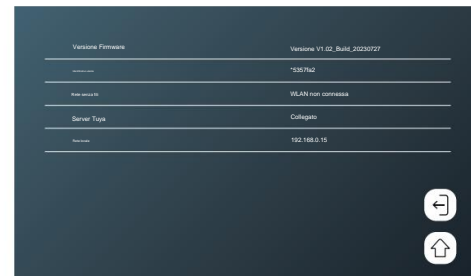 Versione Firmware
Versione V1.02_Build_20230727
*5357fa2
Rete senza fili
WLAN non connessa
Server Tuya
Collegato
192.168.0.15